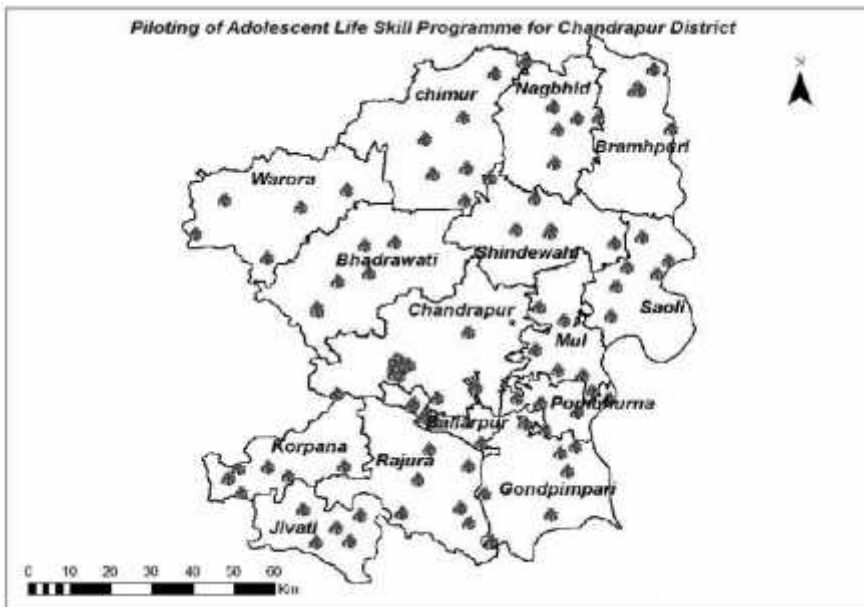 Piloting of Adolescent Life Skill Programme for Chandrapur District
N
chimur
Nagbhid
Bramhpuri
Warora
Bhadrawati
Shindewahi
Saoli
Chandrapur
Mul
Pombhurna
Ballarpur
Korpana
Rajura
Gondpimpari
Jivati
0 10 20 30 40 50 60
Km